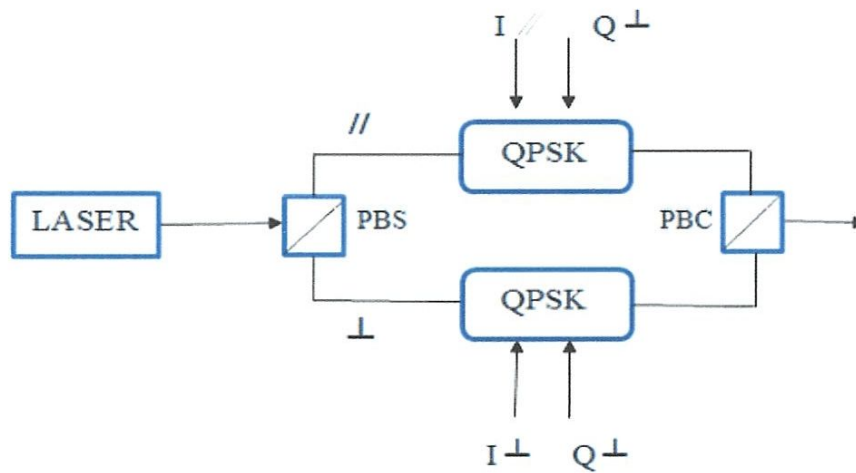 I // Q ⊥
//
QPSK
LASER
PBS
PBC
QPSK
⊥
I ⊥ Q ⊥